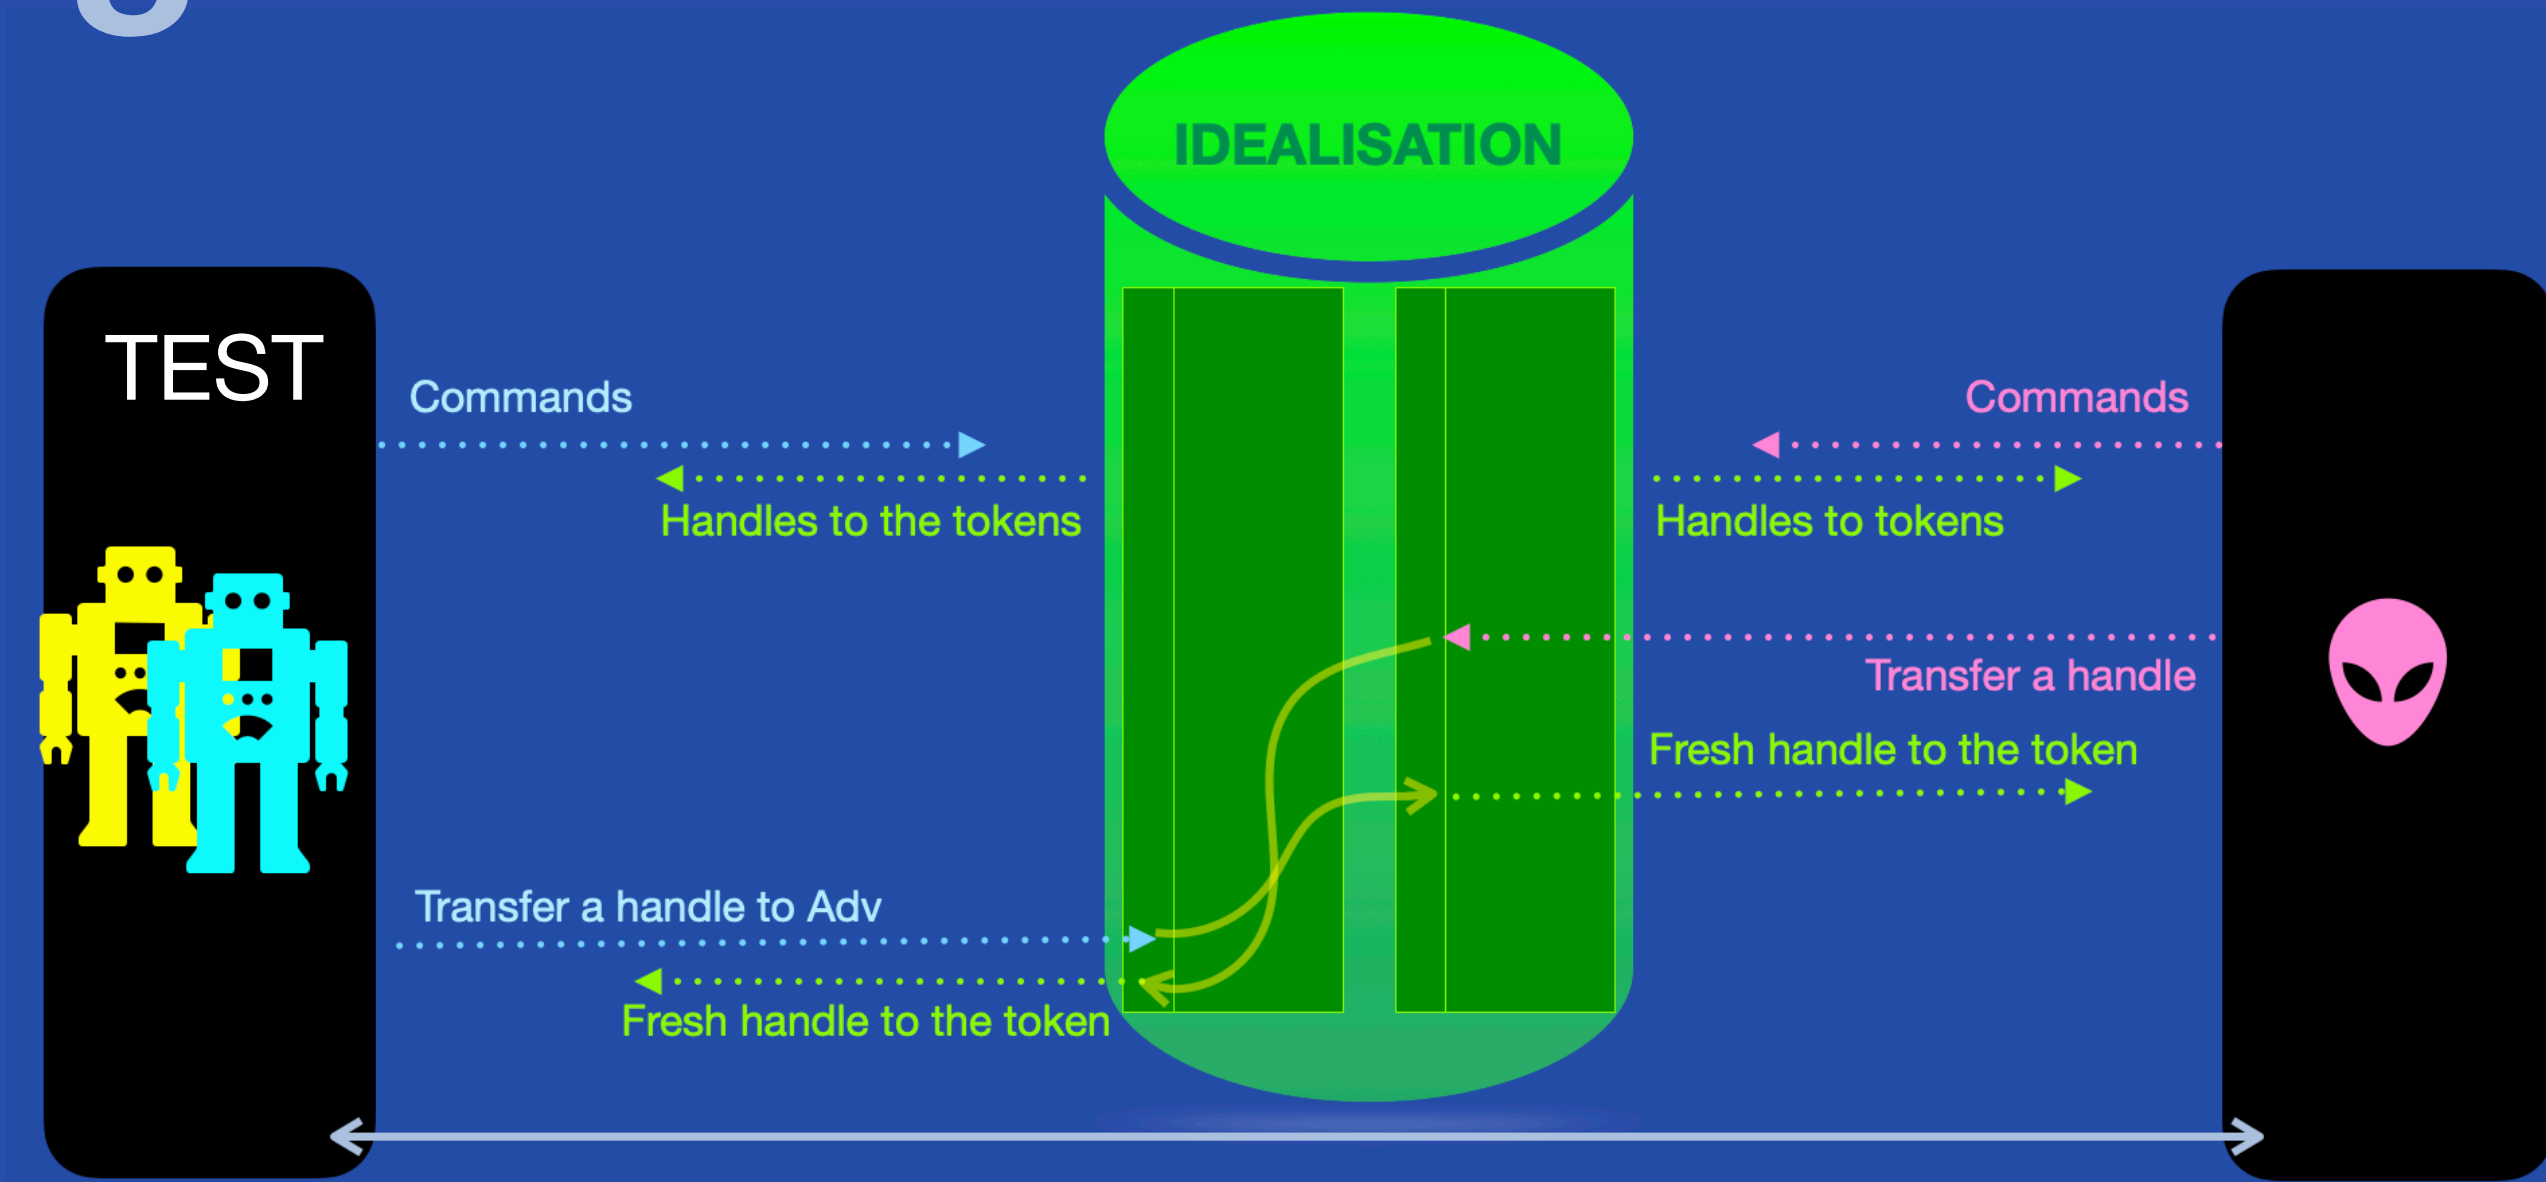 IDEALISATION
TEST
Commands
Commands
Handles to the tokens
Handles to tokens
Transfer a handle
Fresh handle to the token
Transfer a handle to Adv
Fresh handle to the token